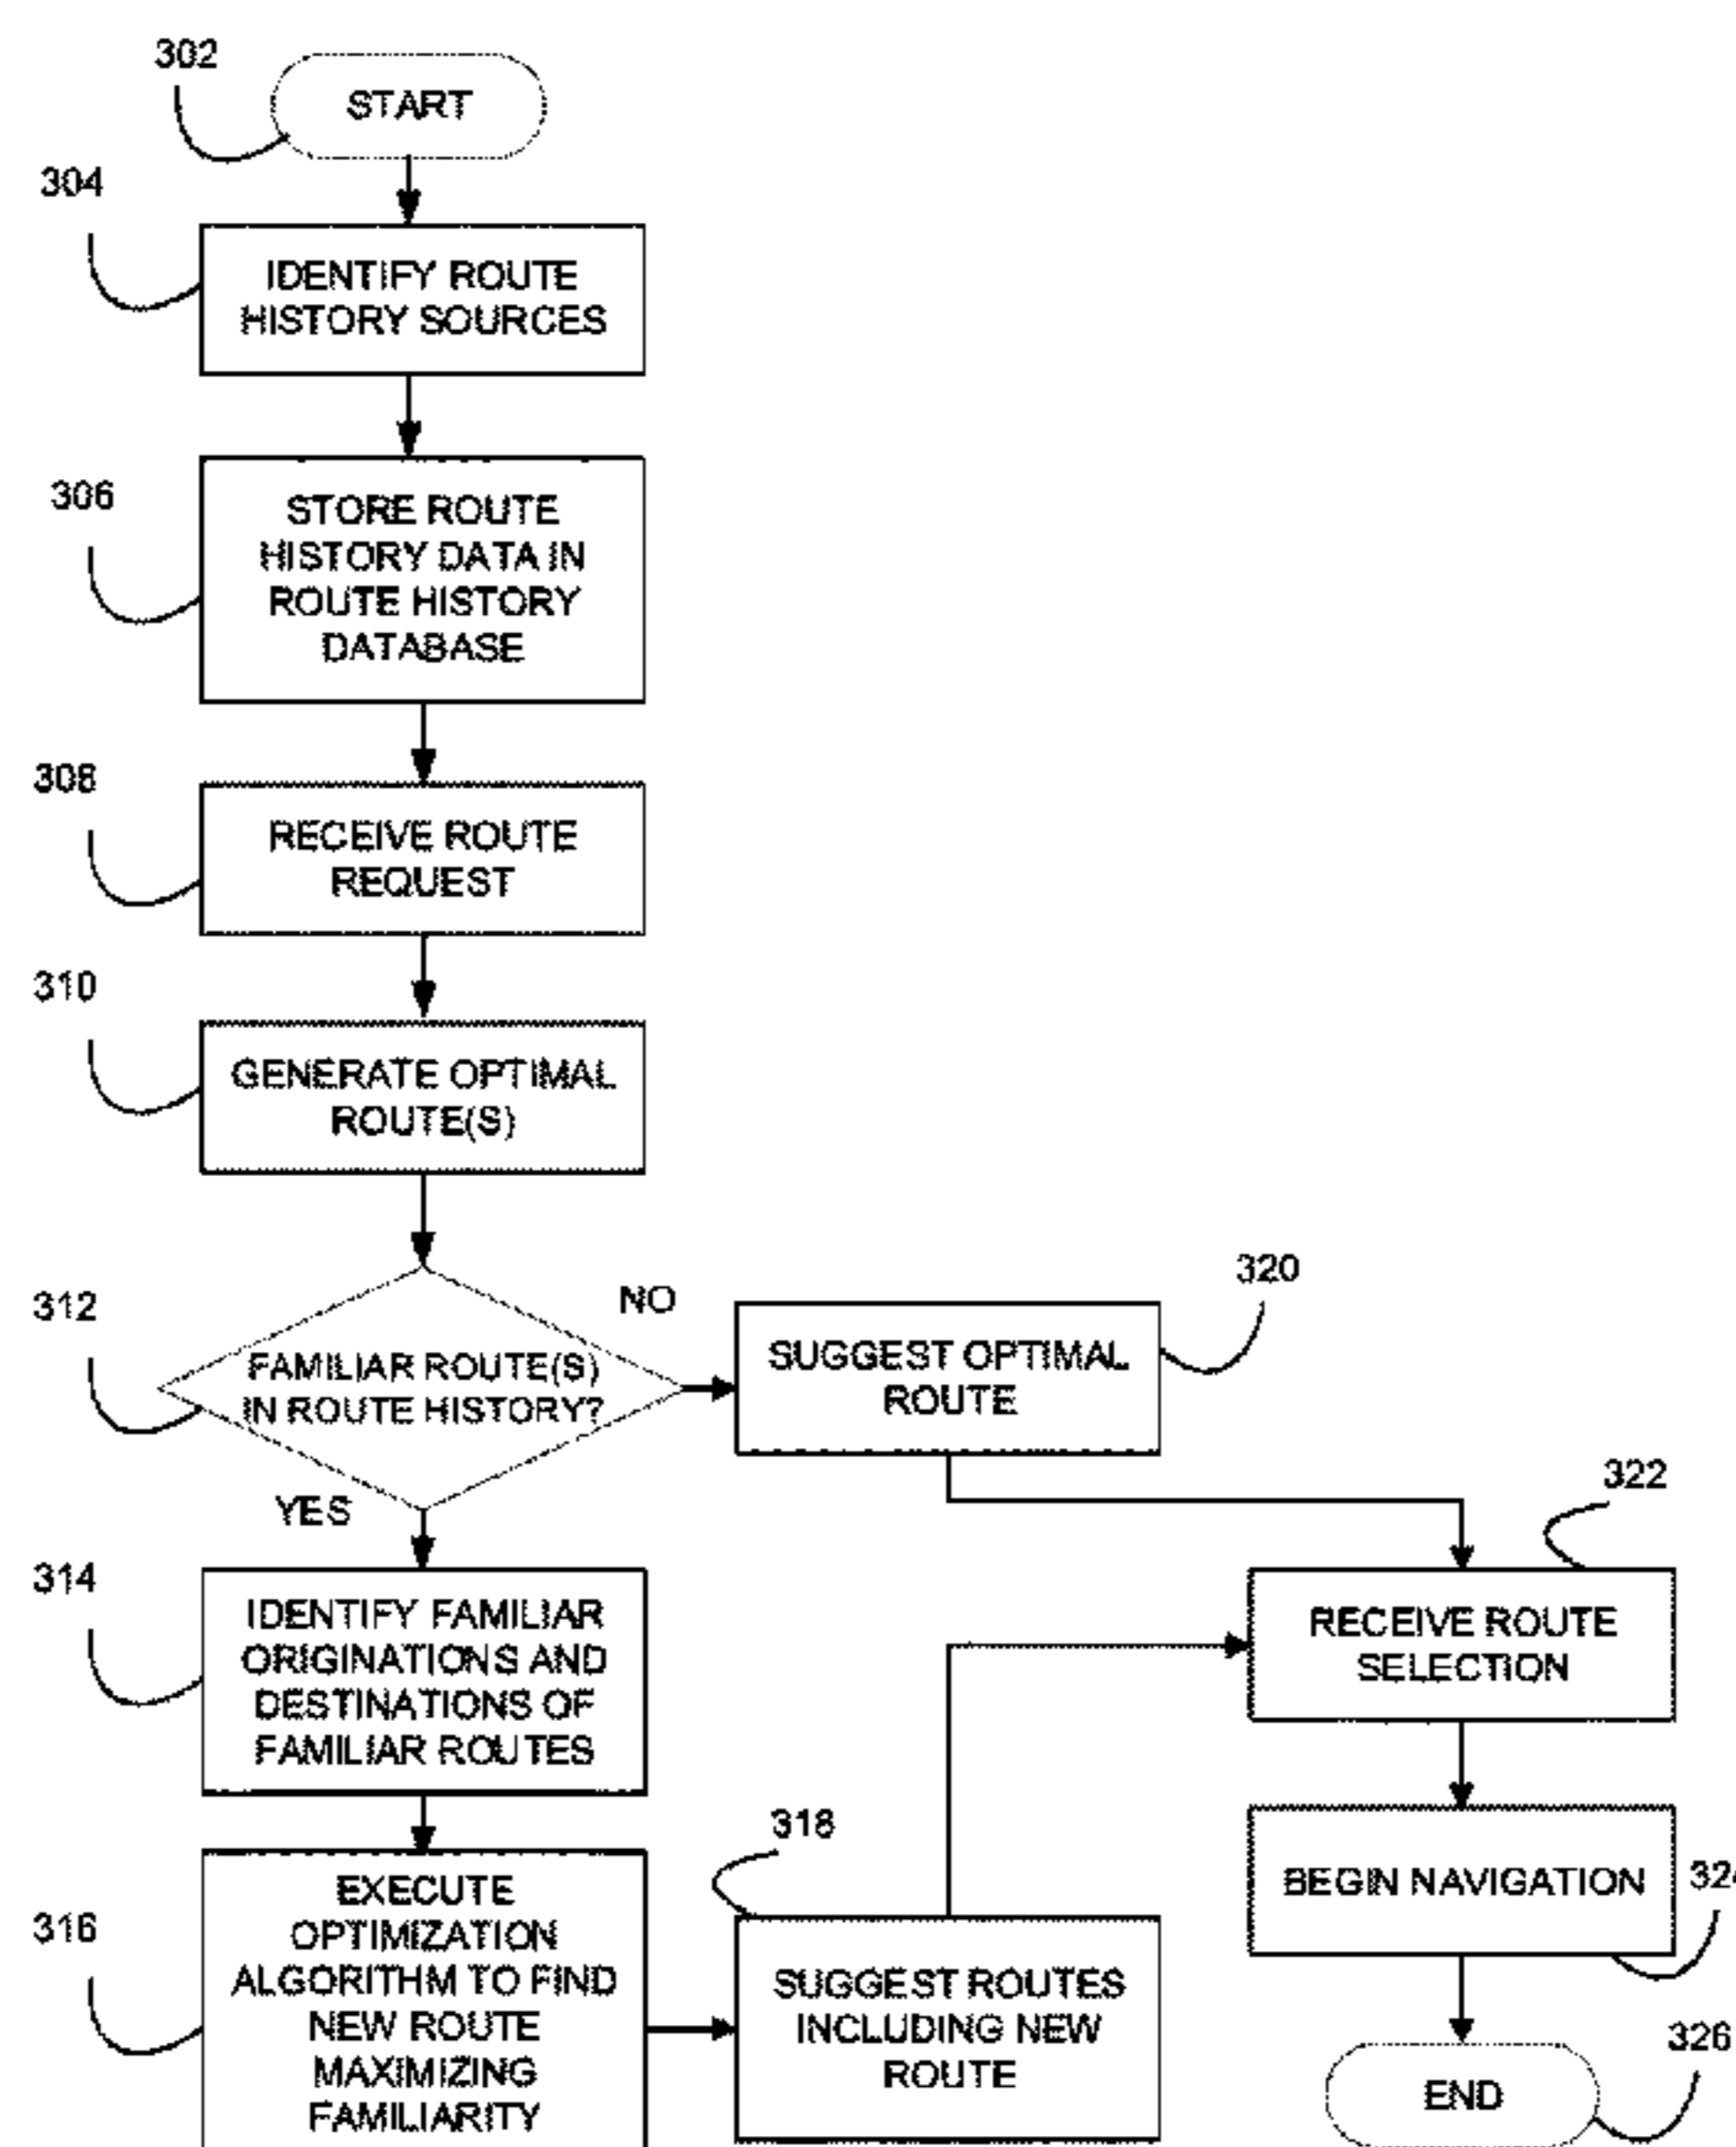 302
START
304
IDENTIFY ROUTE
HISTORY SOURCES
306
STORE ROUTE
HISTORY DATA IN
ROUTE HISTORY
DATABASE
308
RECEIVE ROUTE
REQUEST
310
GENERATE OPTIMAL
ROUTE(S)
312
FAMILIAR ROUTE(S)
IN ROUTE HISTORY?
NO
YES
320
SUGGEST OPTIMAL
ROUTE
314
IDENTIFY FAMILIAR
ORIGINATIONS AND
DESTINATIONS OF
FAMILIAR ROUTES
316
EXECUTE
OPTIMIZATION
ALGORITHM TO FIND
NEW ROUTE
MAXIMIZING
FAMILIARITY
318
SUGGEST ROUTES
INCLUDING NEW
ROUTE
322
RECEIVE ROUTE
SELECTION
BEGIN NAVIGATION
324
326
END